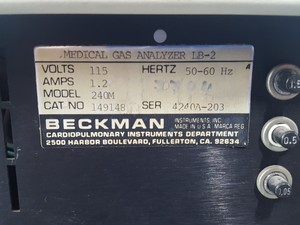 MEDICAL GAS ANALYZER LB-2
VOLTS 115 HERTZ 50-60 Hz
AMPS 1.2
MODEL 240M
CAT NO 149148 SER 4240A-203
BECKMAN INSTRUMENTS, INC.
MADE IN U.S.A. MARCA REG.
CARDIOPULMONARY INSTRUMENTS DEPARTMENT
2500 HARBOR BOULEVARD, FULLERTON, CA. 92634
0.5